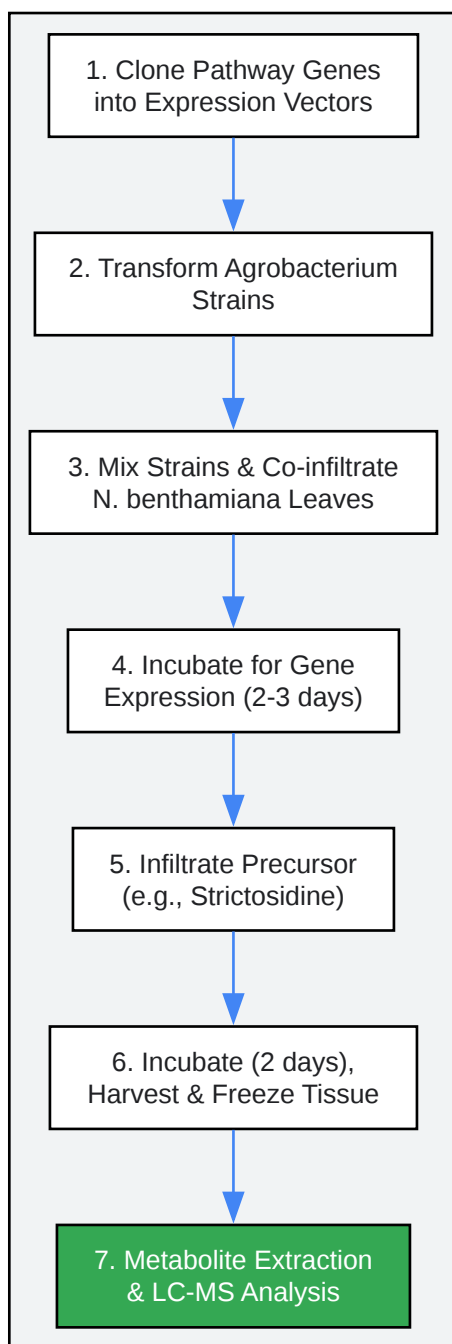 1. Clone Pathway Genes
into Expression Vectors
2. Transform Agrobacterium
Strains
3. Mix Strains & Co-infiltrate
N. benthamiana Leaves
4. Incubate for Gene
Expression (2-3 days)
5. Infiltrate Precursor
(e.g., Strictosidine)
6. Incubate (2 days),
Harvest & Freeze Tissue
7. Metabolite Extraction
& LC-MS Analysis